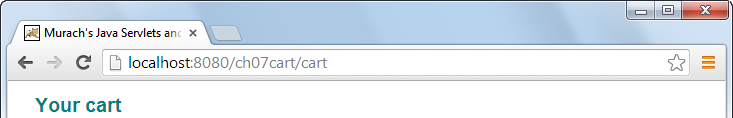 Murach's Java Servlets and
localhost:8080/ch07cart/cart
Your cart